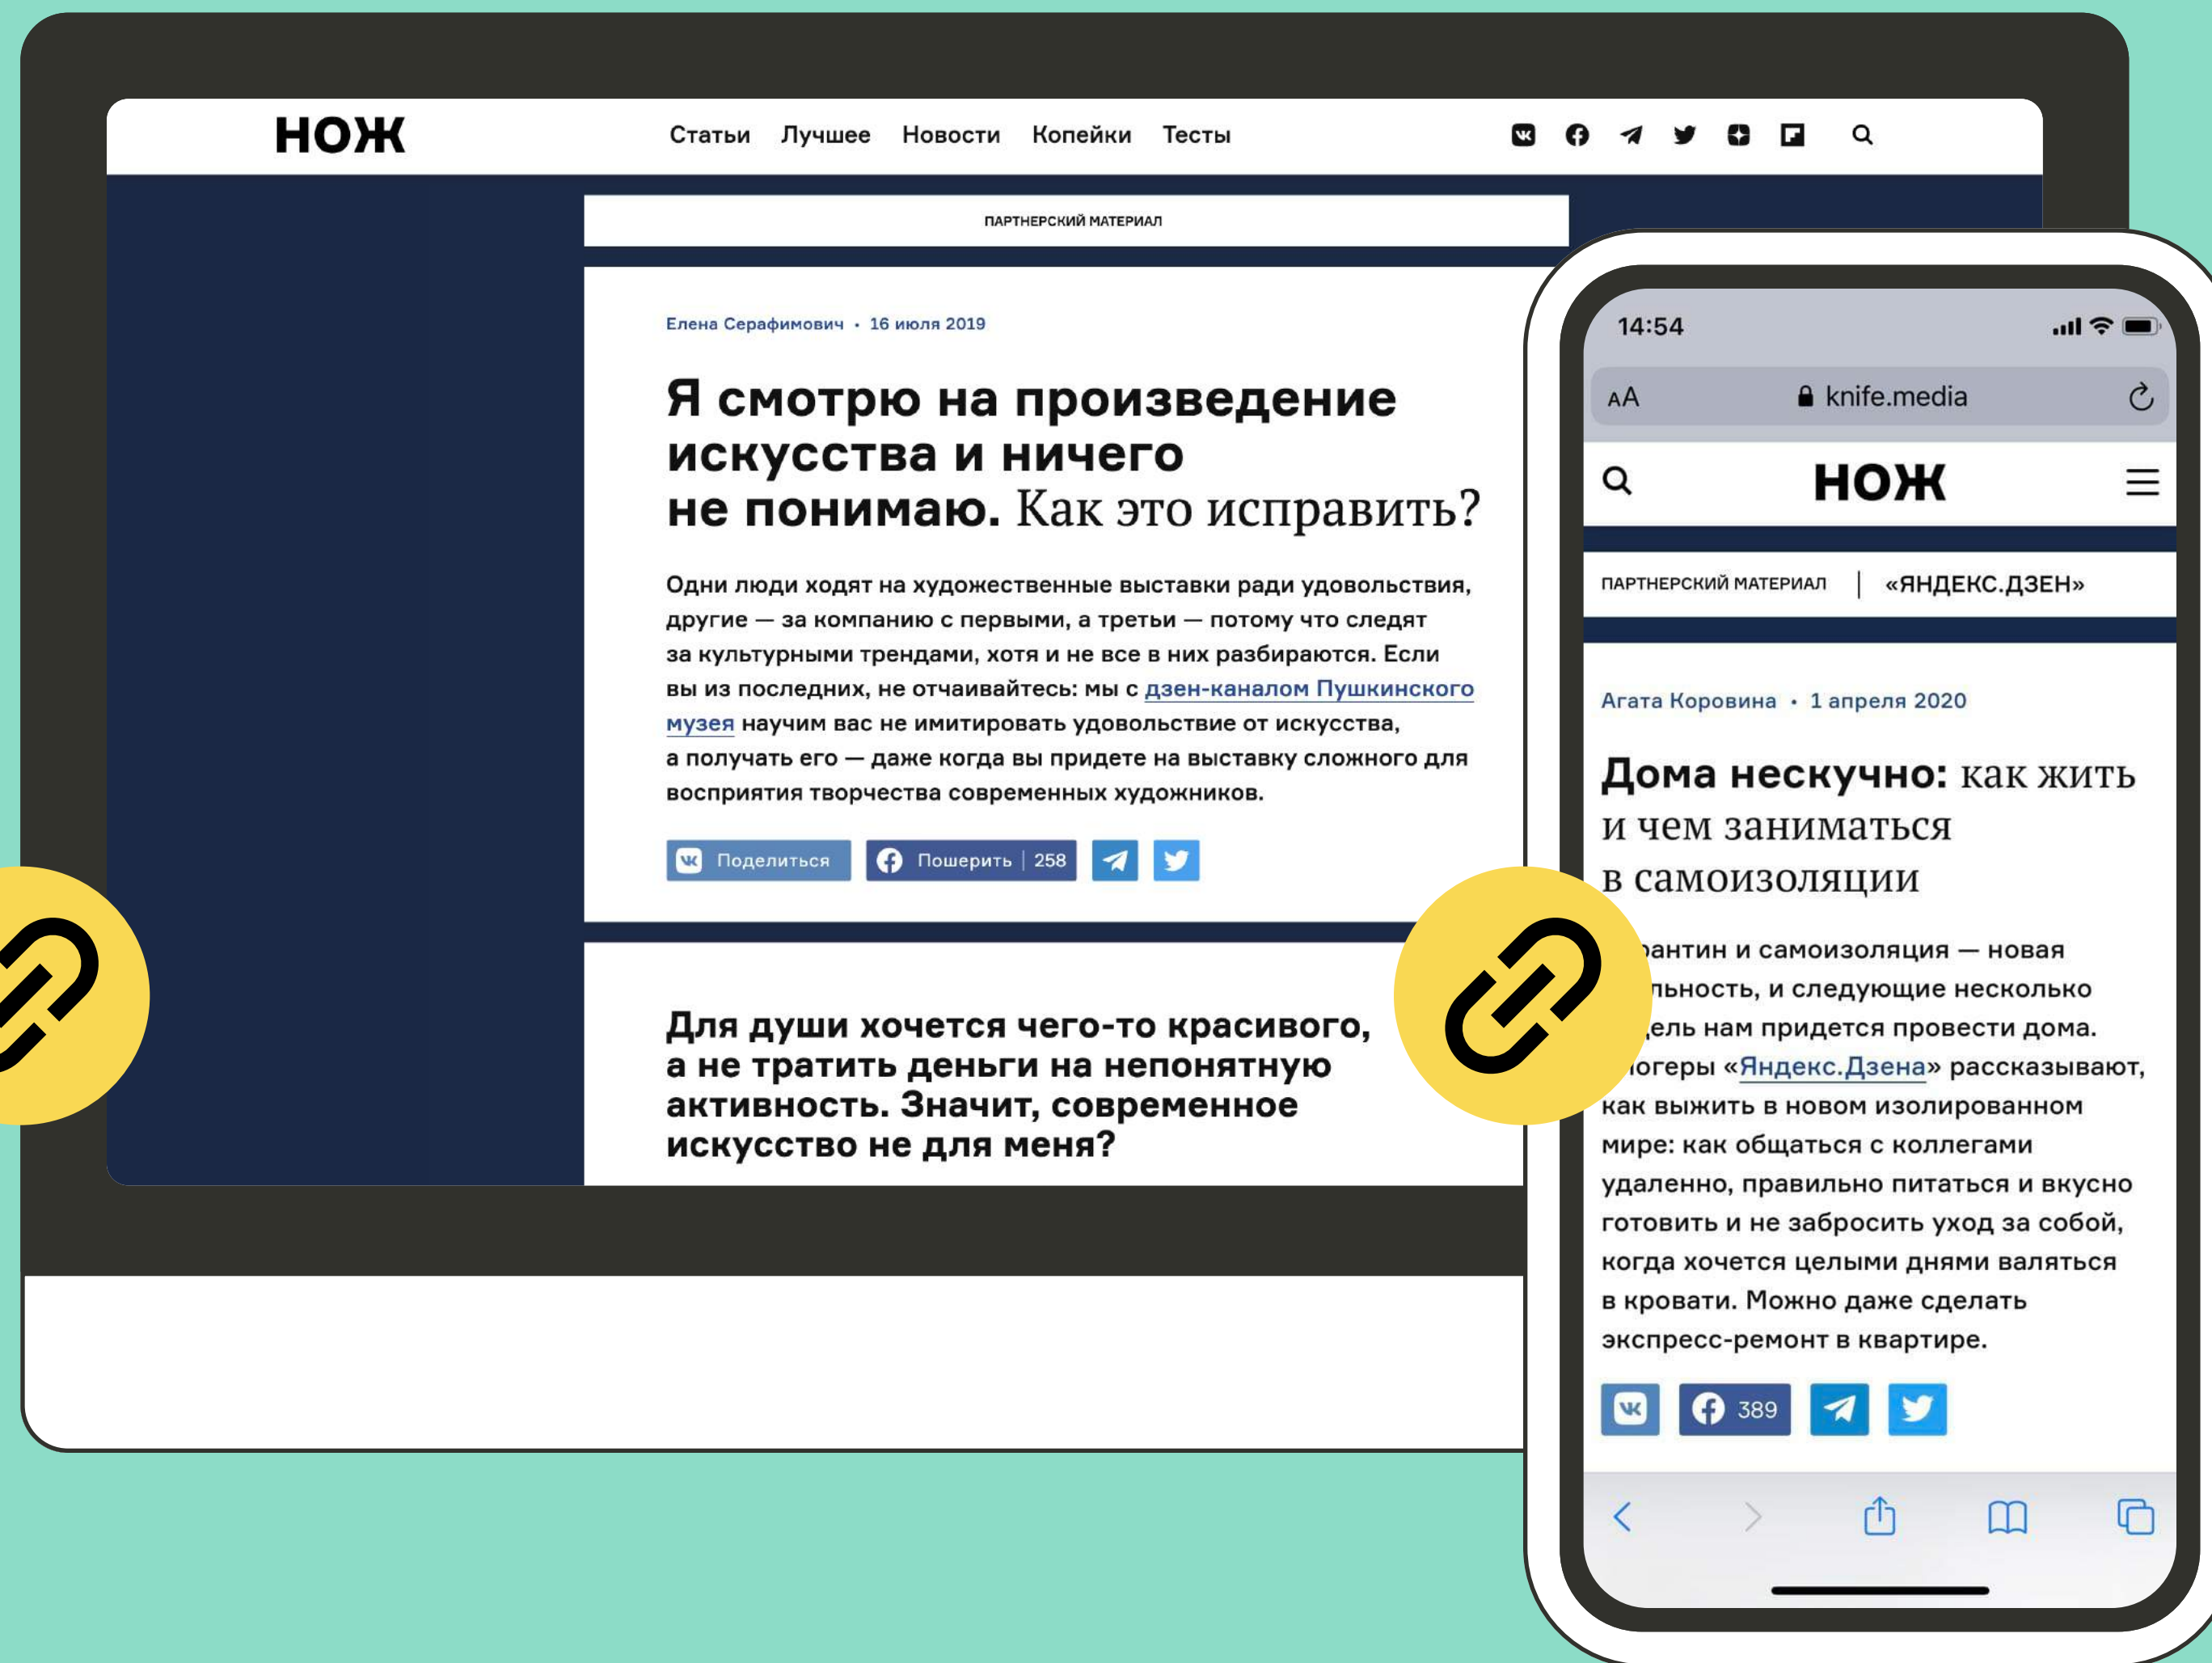 НОЖ
Статьи Лучшее Новости Копейки Тесты
ПАРТНЕРСКИЙ МАТЕРИАЛ
Елена Серафимович • 16 июля 2019
Я смотрю на произведение
искусства и ничего
не понимаю. Как это исправить?
Одни люди ходят на художественные выставки ради удовольствия,
другие — за компанию с первыми, а третьи — потому что следят
за культурными трендами, хотя и не все в них разбираются. Если
вы из последних, не отчаивайтесь: мы с дзен-каналом Пушкинского
музея научим вас не имитировать удовольствие от искусства,
а получать его — даже когда вы придете на выставку сложного для
восприятия творчества современных художников.
Поделиться Пошерить | 258
Для души хочется чего-то красивого,
а не тратить деньги на непонятную
активность. Значит, современное
искусство не для меня?
14:54
AA knife.media
НОЖ
ПАРТНЕРСКИЙ МАТЕРИАЛ | «ЯНДЕКС.ДЗЕН»
Агата Коровина • 1 апреля 2020
Дома нескучно: как жить
и чем заниматься
в самоизоляции
и самоизоляция — новая
и следующие несколько
нам придется провести дома.
«Яндекс.Дзена» рассказывают,
как выжить в новом изолированном
мире: как общаться с коллегами
удаленно, правильно питаться и вкусно
готовить и не забросить уход за собой,
когда хочется целыми днями валяться
в кровати. Можно даже сделать
экспресс-ремонт в квартире.
389